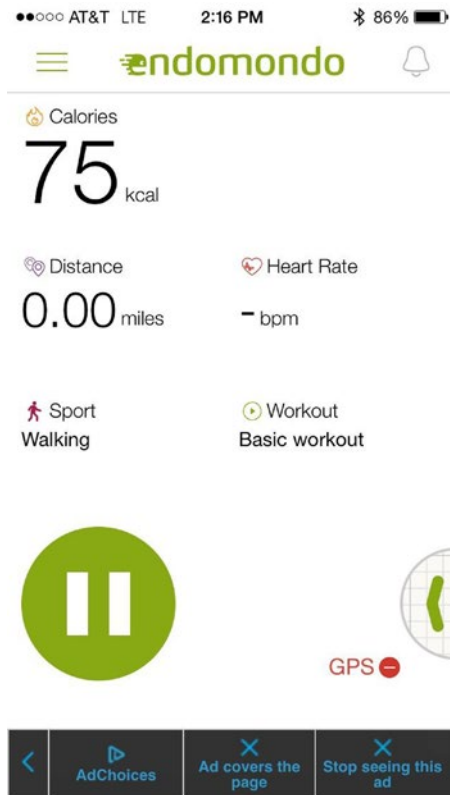 AT&T LTE 2:16 PM 86%
endomondo
Calories
75 kcal
Distance
0.00 miles
Heart Rate
- bpm
Sport
Walking
Workout
Basic workout
GPS
AdChoices
Ad covers the
page
Stop seeing this
ad